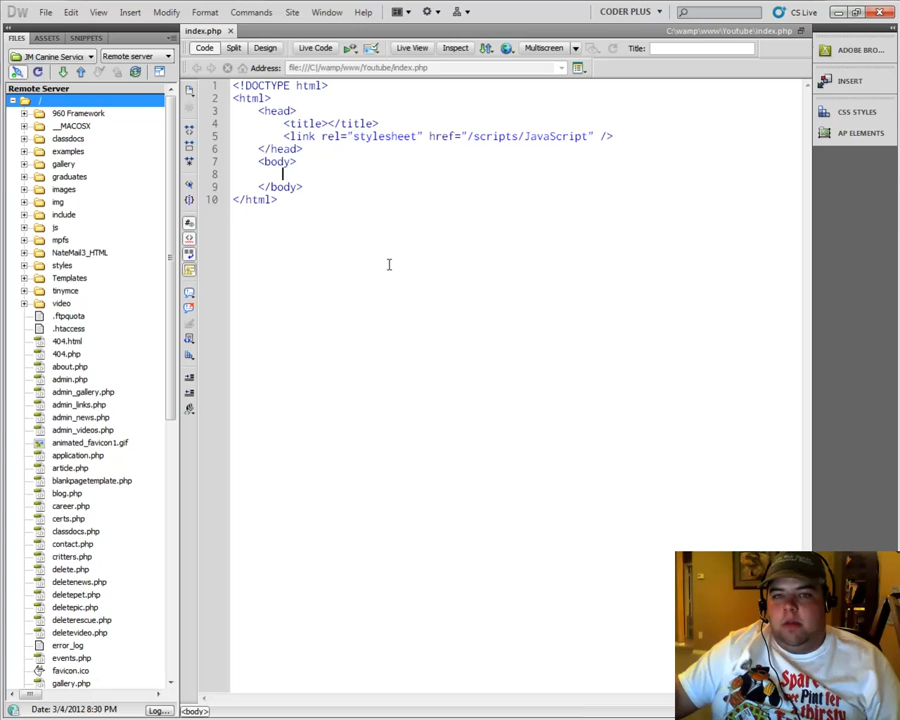 Dw File Edit View Insert Modify Format Commands Site Window Help CODER PLUS CS Live
FILES ASSETS SNIPPETS
JM Canine Service Remote server
Remote Server
/
960 Framework
__MACOSX
classdocs
examples
gallery
graduates
images
img
include
js
mpfs
NateMail3_HTML
styles
Templates
tinymce
video
.ftpquota
.htaccess
404.html
404.php
about.php
admin.php
admin_gallery.php
admin_links.php
admin_news.php
admin_videos.php
animated_favicon1.gif
application.php
article.php
blankpagetemplate.php
blog.php
career.php
certs.php
classdocs.php
contact.php
critters.php
delete.php
deletenews.php
deletepet.php
deletepic.php
deleterescue.php
deletevideo.php
error_log
events.php
favicon.ico
gallery.php
Date: 3/4/2012 8:30 PM Log...
index.php C:\wamp\www\Youtube\index.php
Code Split Design Live Code Live View Inspect Multiscreen Title:
Address: file:///C|/wamp/www/Youtube/index.php
1 <!DOCTYPE html>
2 <html>
3 <head>
4 <title></title>
5 <link rel="stylesheet" href="/scripts/JavaScript" />
6 </head>
7 <body>
8
9 </body>
10 </html>
<body>
ADOBE BRO...
INSERT
CSS STYLES
AP ELEMENTS
Spare
Pint
thirsty